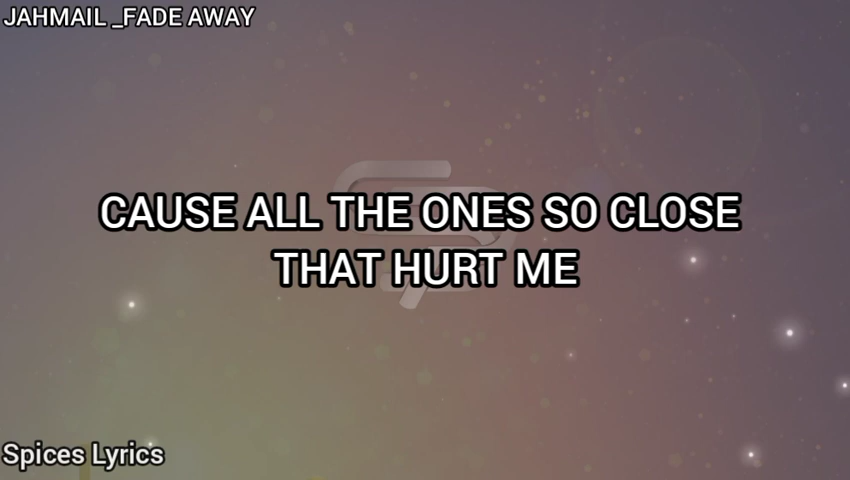 JAHMAIL _FADE AWAY
CAUSE ALL THE ONES SO CLOSE
THAT HURT ME
Spices Lyrics